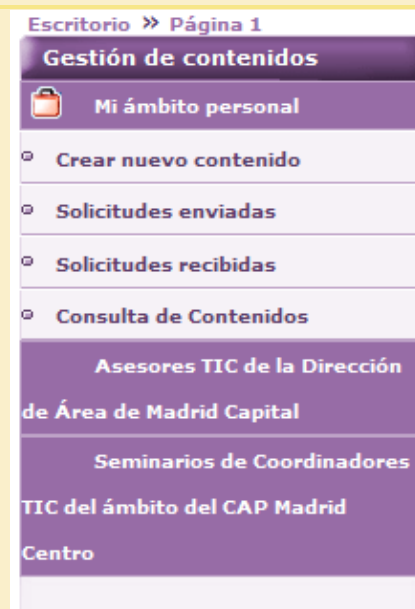 Escritorio » Página 1
Gestión de contenidos
Mi ámbito personal
Crear nuevo contenido
Solicitudes enviadas
Solicitudes recibidas
Consulta de Contenidos
Asesores TIC de la Dirección
de Área de Madrid Capital
Seminarios de Coordinadores
TIC del ámbito del CAP Madrid
Centro